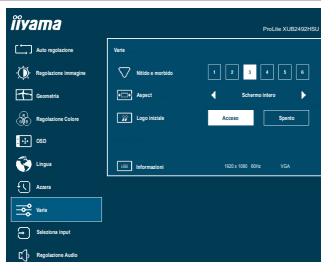 iiyama
ProLite XUB2492HSU
Auto regolazione
Regolazione Immagine
Geometria
Regolazione Colore
OSD
Lingua
Azzera
Varie
Seleziona input
Regolazione Audio
Varie
Nitido e morbido 1 2 3 4 5 6
Aspect Schermo intero
Logo iniziale Acceso Spento
Informazioni 1920 x 1080 60Hz VGA